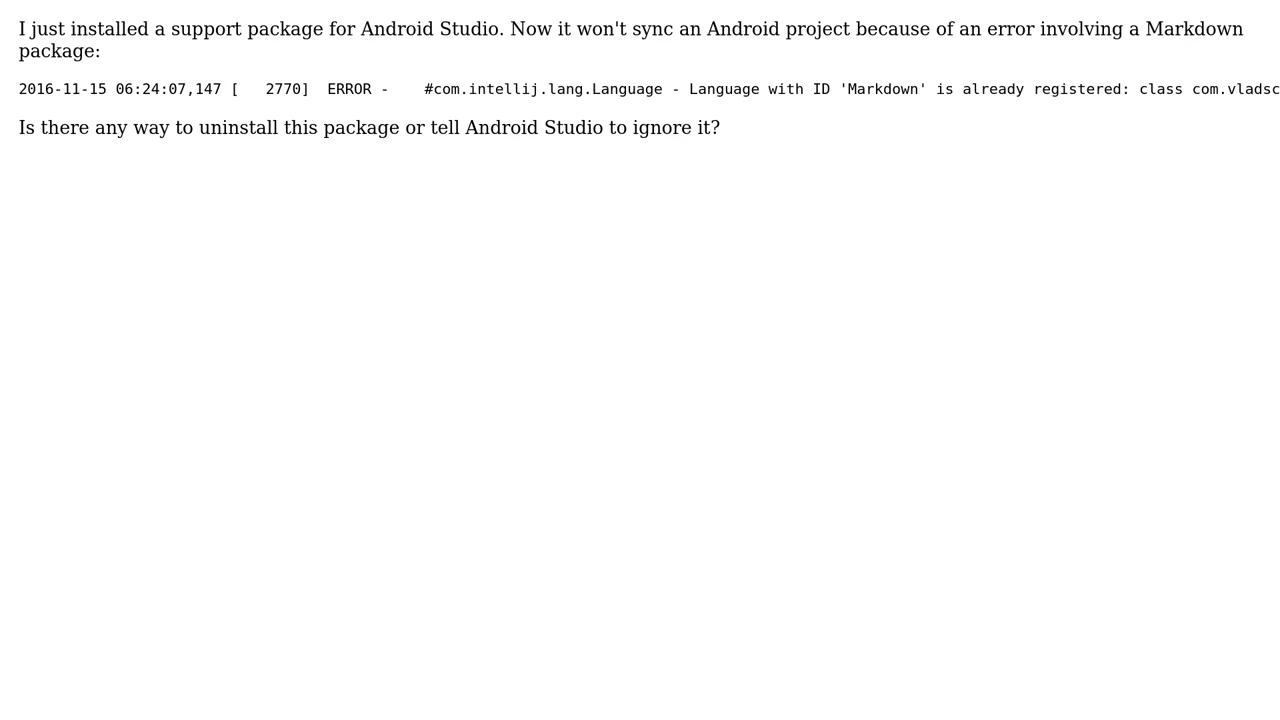 I just installed a support package for Android Studio. Now it won't sync an Android project because of an error involving a Markdown
package:
2016-11-15 06:24:07,147 [   2770]  ERROR -    #com.intellij.lang.Language - Language with ID 'Markdown' is already registered: class com.vladsc
Is there any way to uninstall this package or tell Android Studio to ignore it?